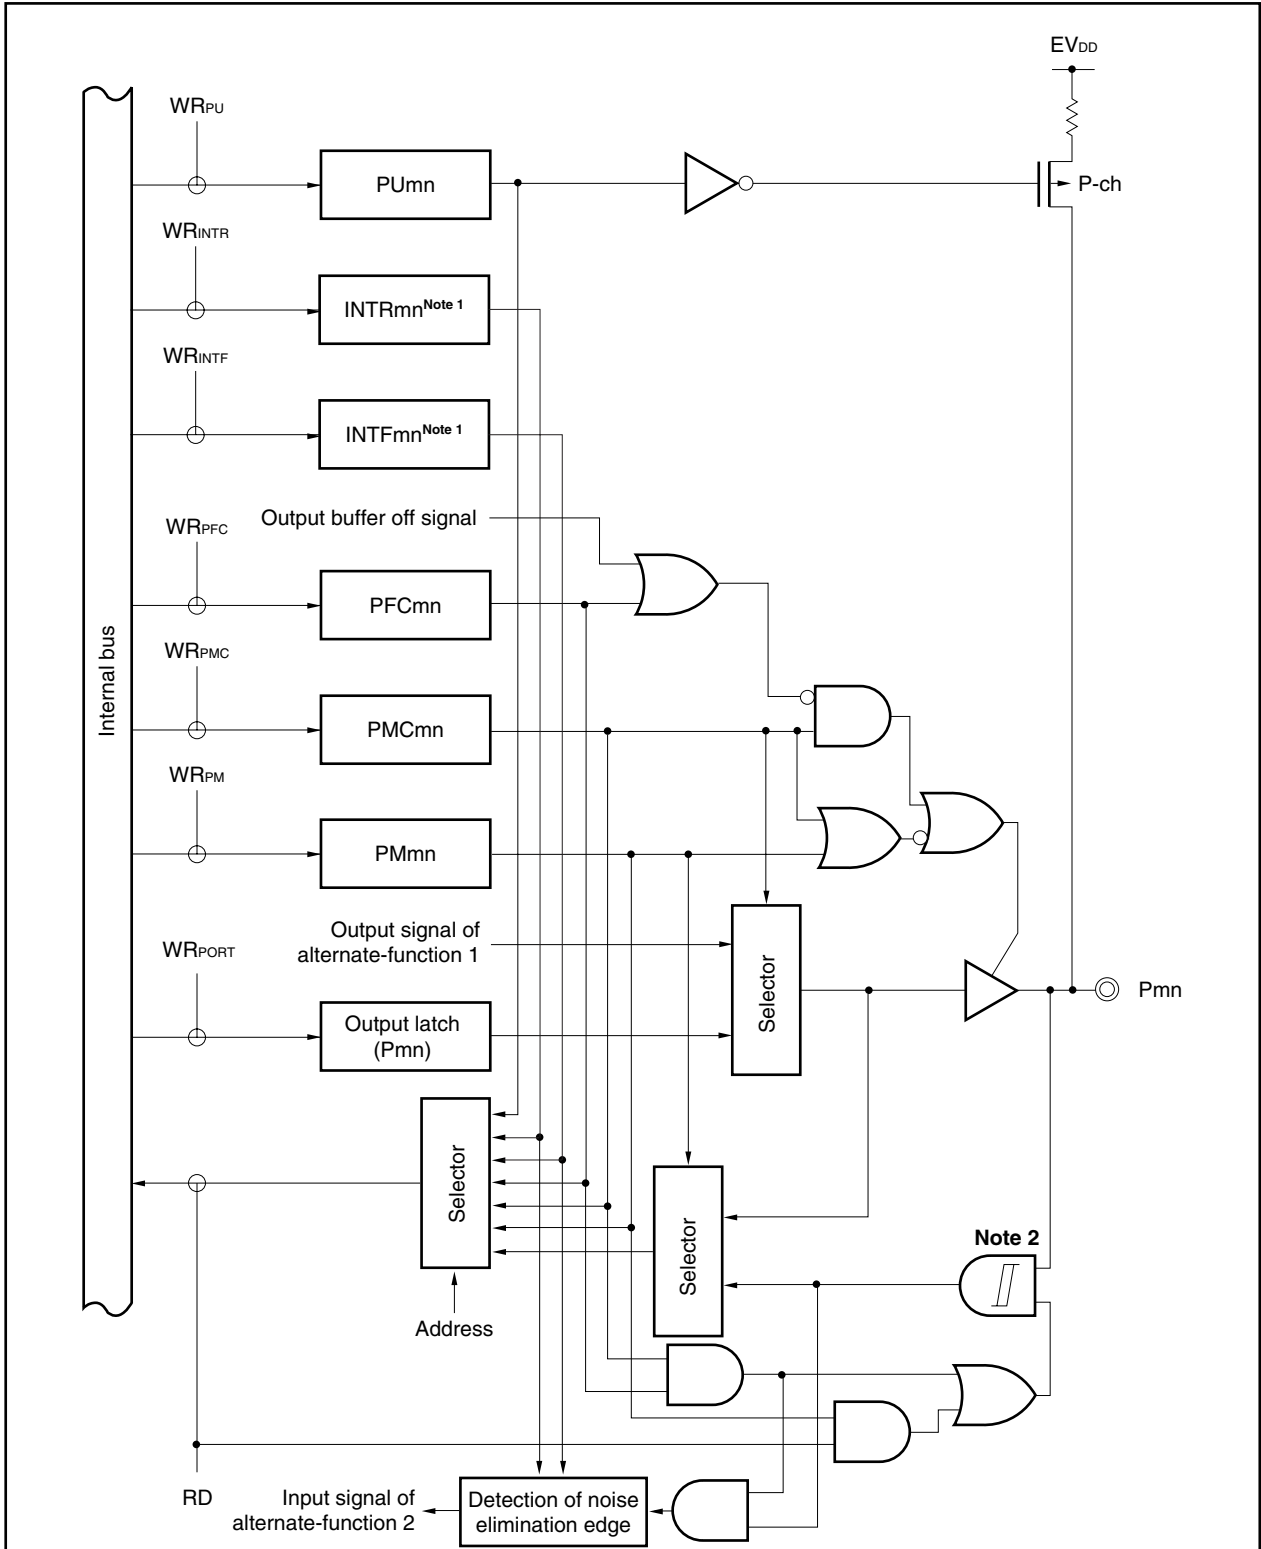 EVDD
WRPU
PUmn
P-ch
WRINTR
INTRmnNote 1
WRINTF
INTFmnNote 1
Output buffer off signal
WRPFC
PFCmn
Internal bus
WRPMC
PMCmn
WRPM
PMmn
Output signal of
alternate-function 1
WRPORT
Selector
Pmn
Output latch
(Pmn)
Selector
Selector
Note 2
Address
RD
Input signal of
alternate-function 2
Detection of noise
elimination edge